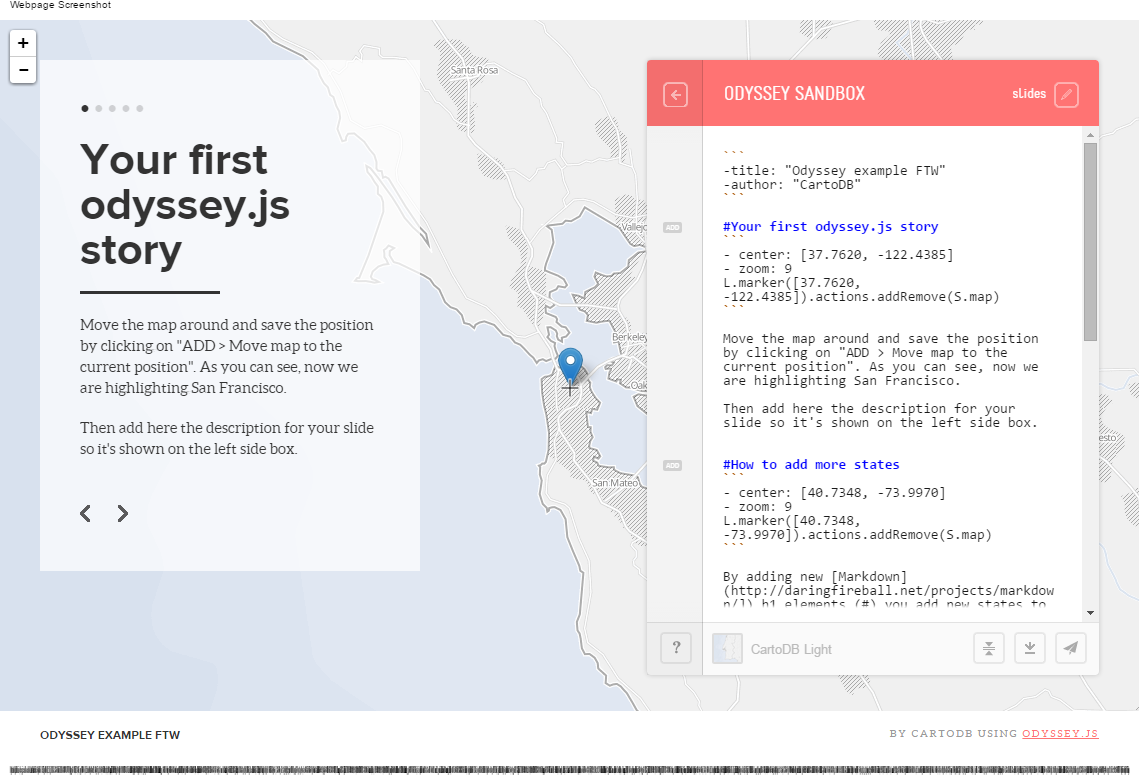 Webpage Screenshot
+
−
Santa Rosa
Vallejo
Berkeley
Oak
San Mateo
esto
Your first
odyssey.js
story
Move the map around and save the position
by clicking on "ADD > Move map to the
current position". As you can see, now we
are highlighting San Francisco.
Then add here the description for your slide
so it's shown on the left side box.
ODYSSEY SANDBOX
slides
```
-title: "Odyssey example FTW"
-author: "CartoDB"
```
ADD
#Your first odyssey.js story
```
- center: [37.7620, -122.4385]
- zoom: 9
L.marker([37.7620,
-122.4385]).actions.addRemove(S.map)
```
Move the map around and save the position
by clicking on "ADD > Move map to the
current position". As you can see, now we
are highlighting San Francisco.
Then add here the description for your
slide so it's shown on the left side box.
ADD
#How to add more states
```
- center: [40.7348, -73.9970]
- zoom: 9
L.marker([40.7348,
-73.9970]).actions.addRemove(S.map)
```
By adding new [Markdown]
(http://daringfireball.net/projects/markdow
n/]) h1 elements (#) you add new states to
?
CartoDB Light
ODYSSEY EXAMPLE FTW
BY CARTODB USING ODYSSEY.JS